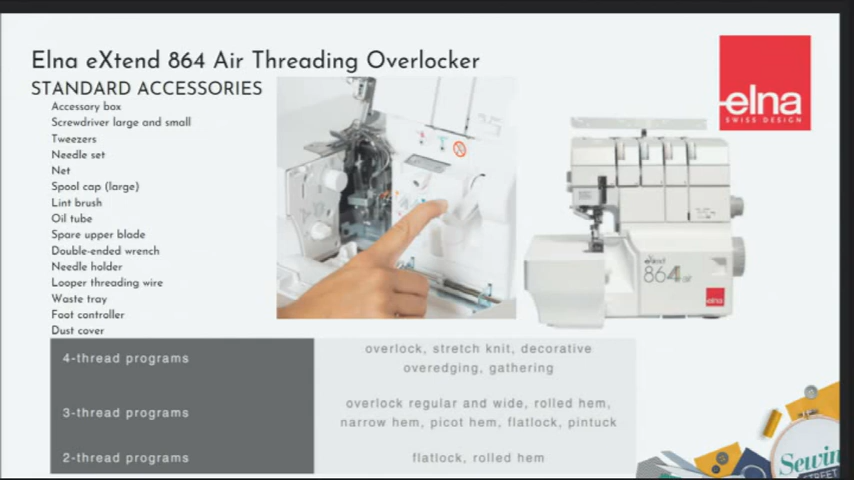 Elna eXtend 864 Air Threading Overlocker
STANDARD ACCESSORIES
Accessory box
Screwdriver large and small
Tweezers
Needle set
Net
Spool cap (large)
Lint brush
Oil tube
Spare upper blade
Double-ended wrench
Needle holder
Looper threading wire
Waste tray
Foot controller
Dust cover
elna
SWISS DESIGN
eXtend
864 air
elna
4-thread programs
overlock, stretch knit, decorative
overedging, gathering
3-thread programs
overlock regular and wide, rolled hem,
narrow hem, picot hem, flatlock, pintuck
2-thread programs
flatlock, rolled hem
Sewin
STREET